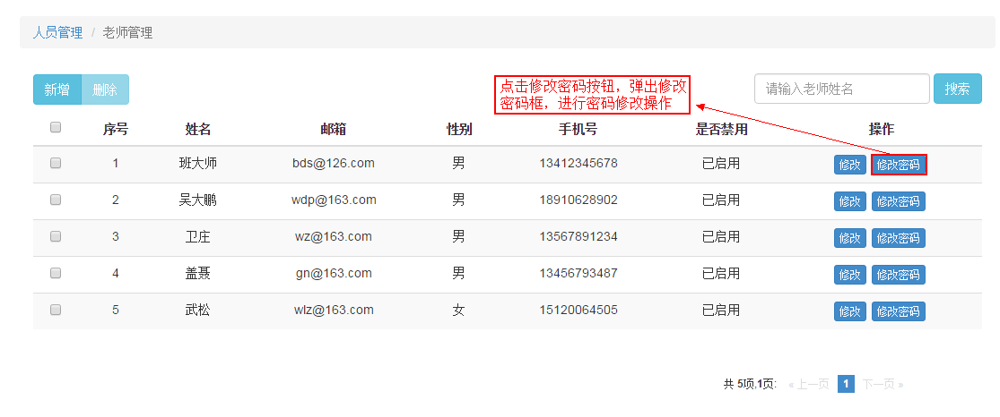 人员管理 / 老师管理
新增 删除 请输入老师姓名 搜索
点击修改密码按钮，弹出修改
密码框，进行密码修改操作
序号 姓名 邮箱 性别 手机号 是否禁用 操作
1 班大师 bds@126.com 男 13412345678 已启用 修改 修改密码
2 吴大鹏 wdp@163.com 男 18910628902 已启用 修改 修改密码
3 卫庄 wz@163.com 男 13567891234 已启用 修改 修改密码
4 盖聂 gn@163.com 男 13456793487 已启用 修改 修改密码
5 武松 wlz@163.com 女 15120064505 已启用 修改 修改密码
共 5项,1页: « 上一页 1 下一页 »